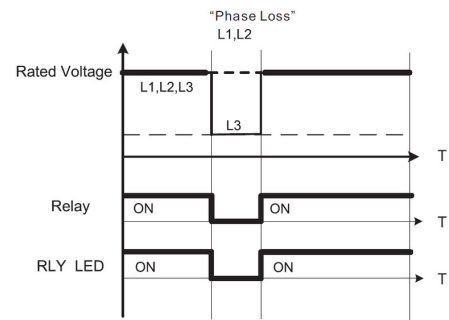 “Phase Loss”
L1,L2
Rated Voltage
L1,L2,L3
L3
T
Relay
ON
ON
T
RLY LED
ON
ON
T